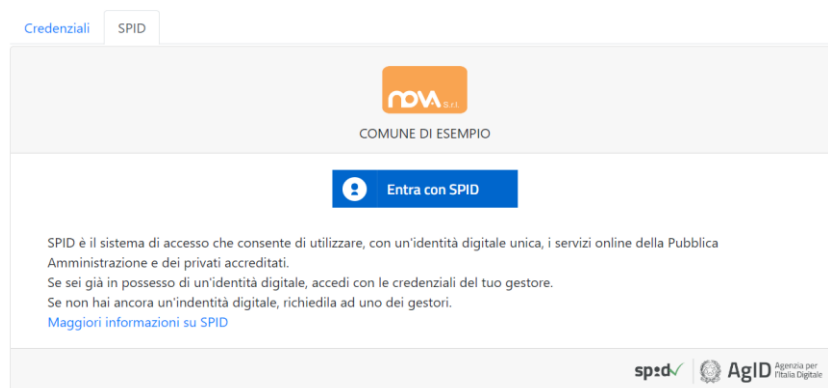 Credenziali
SPID
nova S.r.l.
COMUNE DI ESEMPIO
Entra con SPID
SPID è il sistema di accesso che consente di utilizzare, con un'identità digitale unica, i servizi online della Pubblica
Amministrazione e dei privati accreditati.
Se sei già in possesso di un'identità digitale, accedi con le credenziali del tuo gestore.
Se non hai ancora un'indentità digitale, richiedila ad uno dei gestori.
Maggiori informazioni su SPID
spid
AgID Agenzia per
l'Italia Digitale